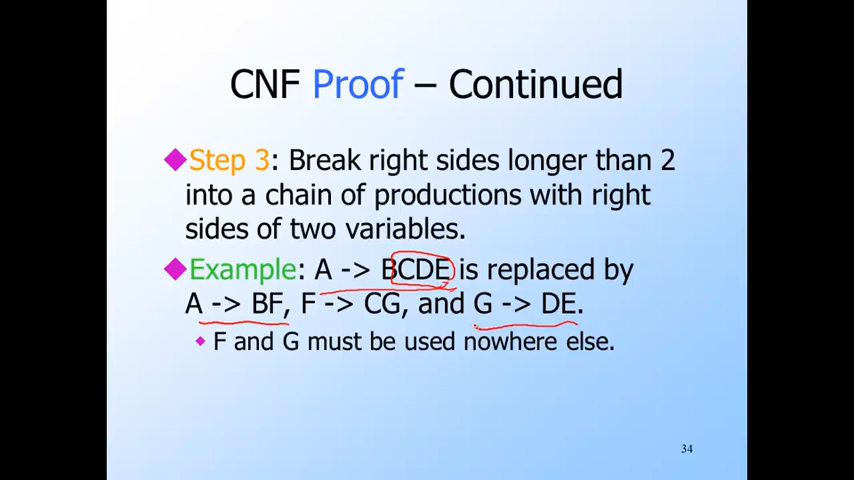 CNF Proof – Continued
◆Step 3: Break right sides longer than 2
into a chain of productions with right
sides of two variables.
◆Example: A -> BCDE is replaced by
A -> BF, F -> CG, and G -> DE.
◆ F and G must be used nowhere else.
34